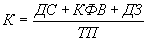 К = ДС + КФВ + ДЗ / ТП